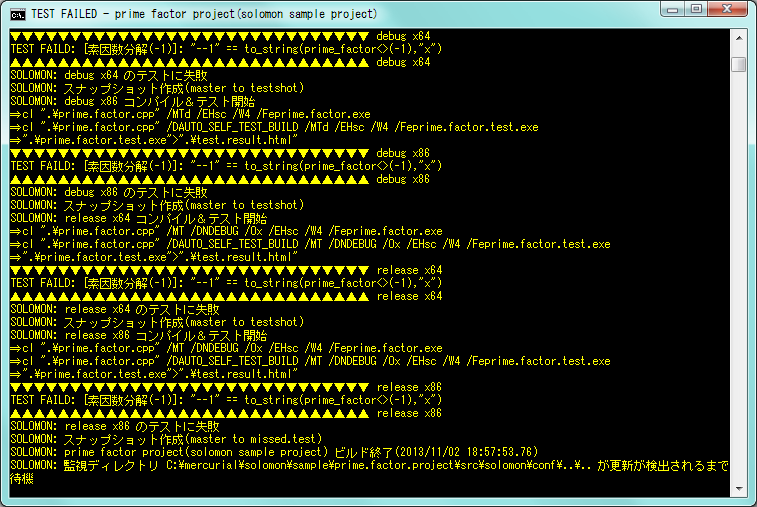 TEST FAILED - prime factor project(solomon sample project)
▼▼▼▼▼▼▼▼▼▼▼▼▼▼▼▼▼▼▼▼▼▼▼▼▼▼▼▼▼▼ debug x64
TEST FAILD: [素因数分解(-1)]: "--1" == to_string(prime_factor<>(-1),"x")
▲▲▲▲▲▲▲▲▲▲▲▲▲▲▲▲▲▲▲▲▲▲▲▲▲▲▲▲▲▲ debug x64
SOLOMON: debug x64 のテストに失敗
SOLOMON: スナップショット作成(master to testshot)
SOLOMON: debug x86 コンパイル＆テスト開始
⇒cl ".¥prime.factor.cpp" /MTd /EHsc /W4 /Feprime.factor.exe
⇒cl ".¥prime.factor.cpp" /DAUTO_SELF_TEST_BUILD /MTd /EHsc /W4 /Feprime.factor.test.exe
⇒".¥prime.factor.test.exe">".¥test.result.html"
▼▼▼▼▼▼▼▼▼▼▼▼▼▼▼▼▼▼▼▼▼▼▼▼▼▼▼▼▼▼ debug x86
TEST FAILD: [素因数分解(-1)]: "--1" == to_string(prime_factor<>(-1),"x")
▲▲▲▲▲▲▲▲▲▲▲▲▲▲▲▲▲▲▲▲▲▲▲▲▲▲▲▲▲▲ debug x86
SOLOMON: debug x86 のテストに失敗
SOLOMON: スナップショット作成(master to testshot)
SOLOMON: release x64 コンパイル＆テスト開始
⇒cl ".¥prime.factor.cpp" /MT /DNDEBUG /Ox /EHsc /W4 /Feprime.factor.exe
⇒cl ".¥prime.factor.cpp" /DAUTO_SELF_TEST_BUILD /MT /DNDEBUG /Ox /EHsc /W4 /Feprime.factor.test.exe
⇒".¥prime.factor.test.exe">".¥test.result.html"
▼▼▼▼▼▼▼▼▼▼▼▼▼▼▼▼▼▼▼▼▼▼▼▼▼▼▼▼▼▼ release x64
TEST FAILD: [素因数分解(-1)]: "--1" == to_string(prime_factor<>(-1),"x")
▲▲▲▲▲▲▲▲▲▲▲▲▲▲▲▲▲▲▲▲▲▲▲▲▲▲▲▲▲▲ release x64
SOLOMON: release x64 のテストに失敗
SOLOMON: スナップショット作成(master to testshot)
SOLOMON: release x86 コンパイル＆テスト開始
⇒cl ".¥prime.factor.cpp" /MT /DNDEBUG /Ox /EHsc /W4 /Feprime.factor.exe
⇒cl ".¥prime.factor.cpp" /DAUTO_SELF_TEST_BUILD /MT /DNDEBUG /Ox /EHsc /W4 /Feprime.factor.test.exe
⇒".¥prime.factor.test.exe">".¥test.result.html"
▼▼▼▼▼▼▼▼▼▼▼▼▼▼▼▼▼▼▼▼▼▼▼▼▼▼▼▼▼▼ release x86
TEST FAILD: [素因数分解(-1)]: "--1" == to_string(prime_factor<>(-1),"x")
▲▲▲▲▲▲▲▲▲▲▲▲▲▲▲▲▲▲▲▲▲▲▲▲▲▲▲▲▲▲ release x86
SOLOMON: release x86 のテストに失敗
SOLOMON: スナップショット作成(master to missed.test)
SOLOMON: prime factor project(solomon sample project) ビルド終了(2013/11/02 18:57:53.76)
SOLOMON: 監視ディレクトリ C:¥mercurial¥solomon¥sample¥prime.factor.project¥src¥solomon¥conf¥..¥.. が更新が検出されるまで
待機